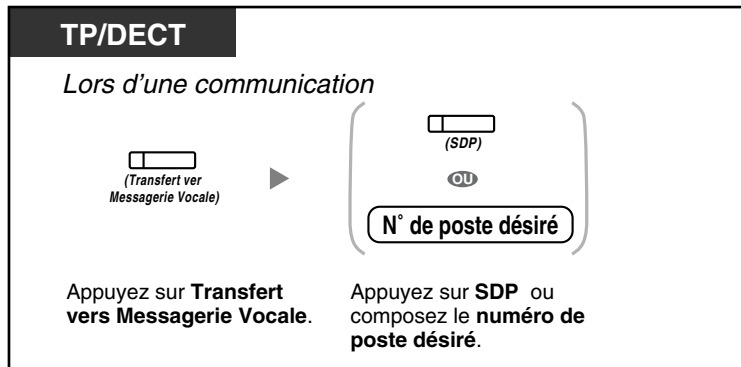 TP/DECT
Lors d'une communication
(SDP)
(Transfert ver
Messagerie Vocale)
OU
N˚ de poste désiré
Appuyez sur Transfert
vers Messagerie Vocale.
Appuyez sur SDP ou
composez le numéro de
poste désiré.